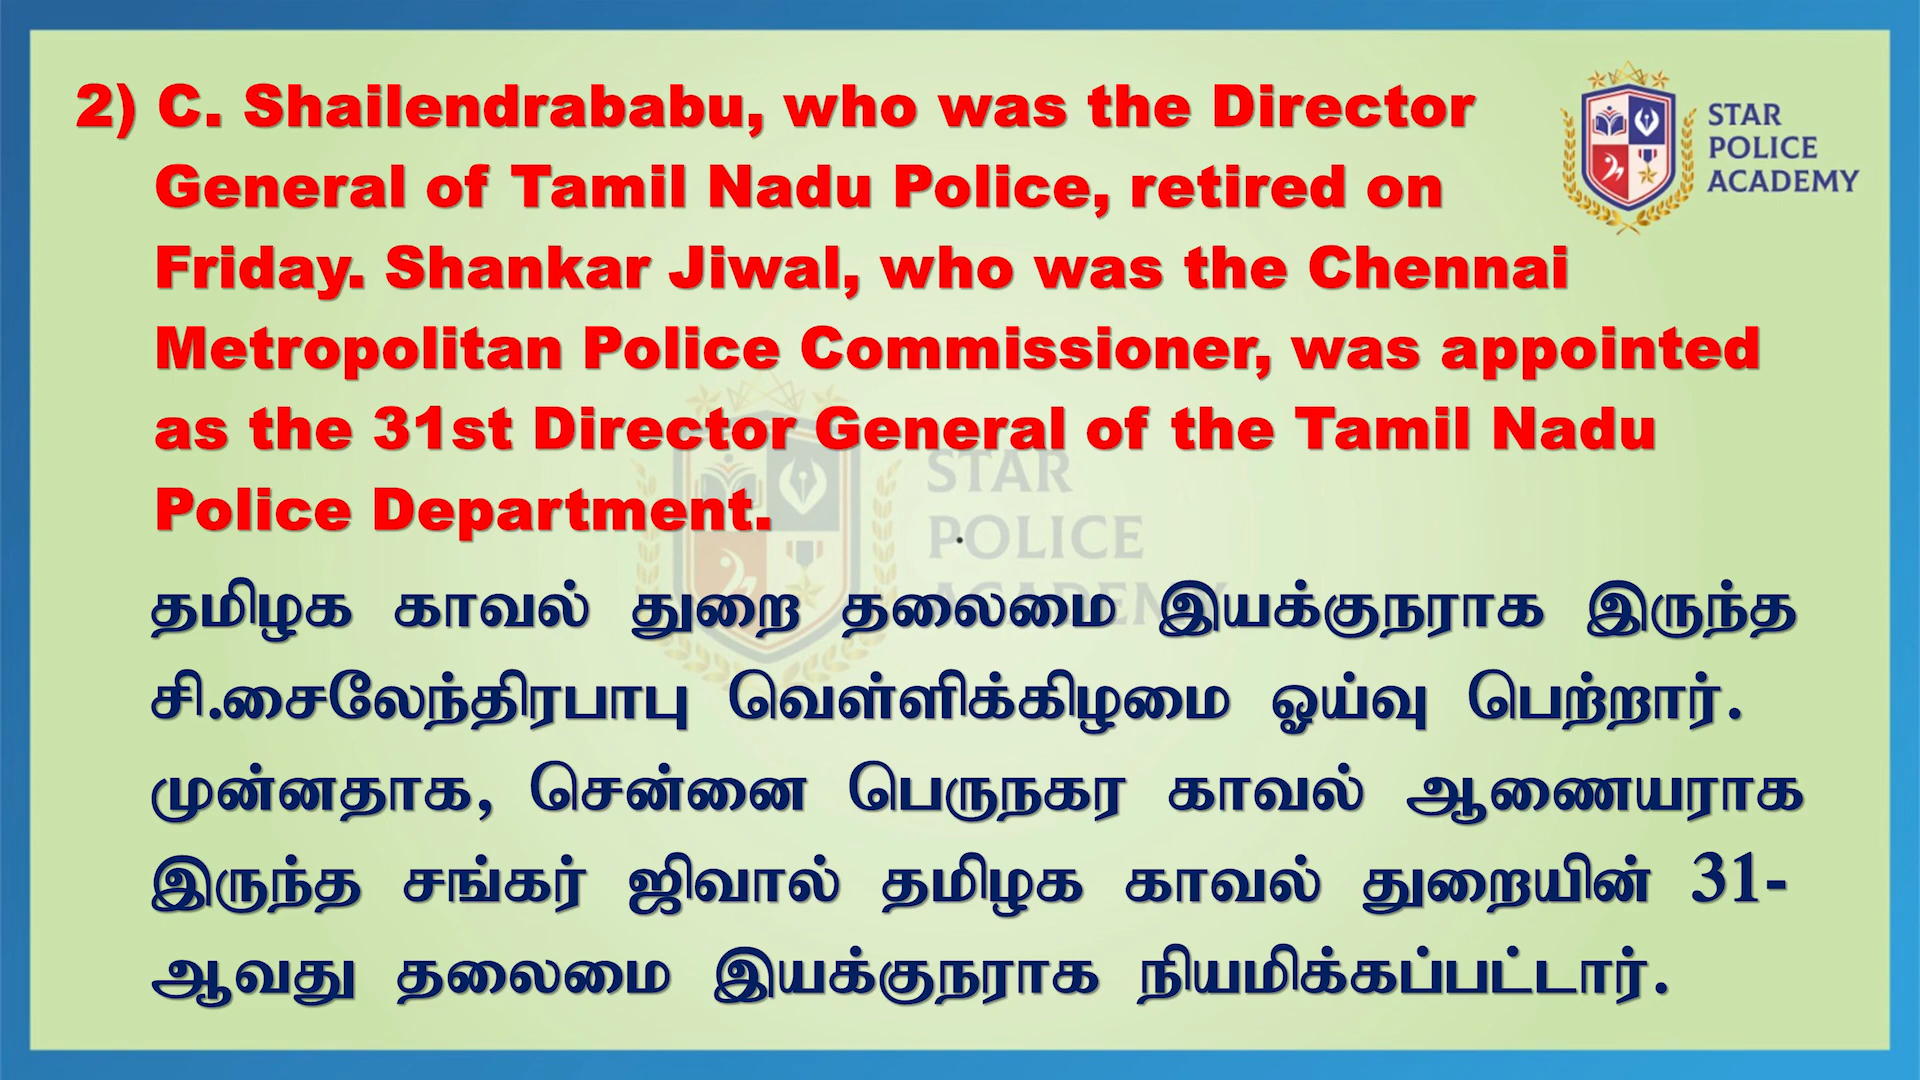 2) C. Shailendrababu, who was the Director
General of Tamil Nadu Police, retired on
Friday. Shankar Jiwal, who was the Chennai
Metropolitan Police Commissioner, was appointed
as the 31st Director General of the Tamil Nadu
Police Department.
தமிழக காவல் துறை தலைமை இயக்குநராக இருந்த
சி.சைலேந்திரபாபு வெள்ளிக்கிழமை ஓய்வு பெற்றார்.
முன்னதாக, சென்னை பெருநகர காவல் ஆணையராக
இருந்த சங்கர் ஜிவால் தமிழக காவல் துறையின் 31-
ஆவது தலைமை இயக்குநராக நியமிக்கப்பட்டார்.
STAR
POLICE
ACADEMY
STAR
POLICE
ACADEMY